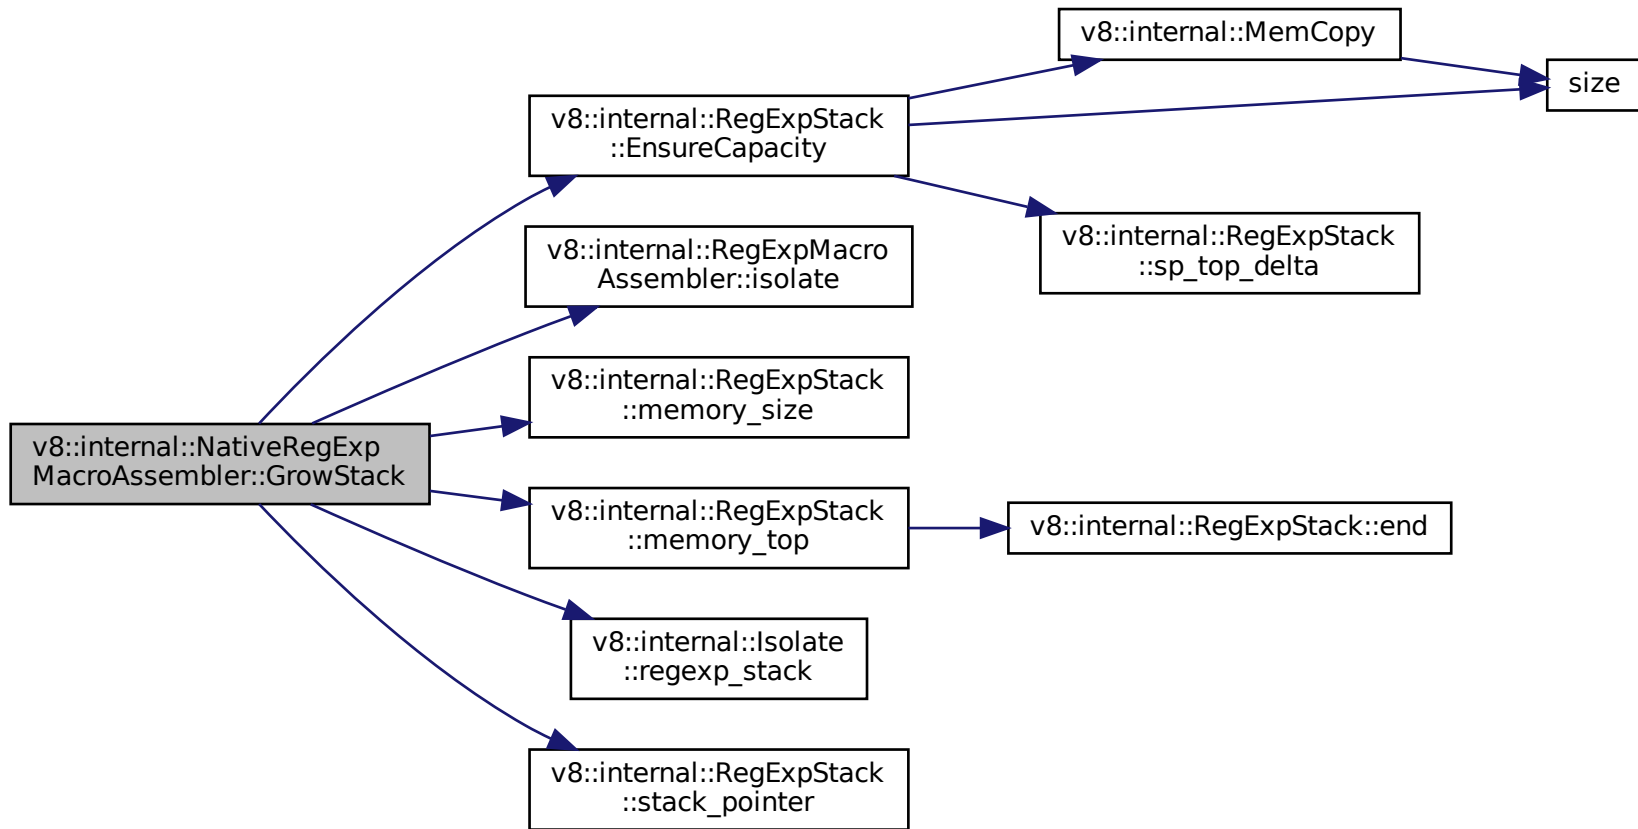 v8::internal::MemCopy
size
v8::internal::RegExpStack
::EnsureCapacity
v8::internal::RegExpStack
::sp_top_delta
v8::internal::RegExpMacro
Assembler::isolate
v8::internal::RegExpStack
::memory_size
v8::internal::NativeRegExp
MacroAssembler::GrowStack
v8::internal::RegExpStack
::memory_top
v8::internal::RegExpStack::end
v8::internal::Isolate
::regexp_stack
v8::internal::RegExpStack
::stack_pointer